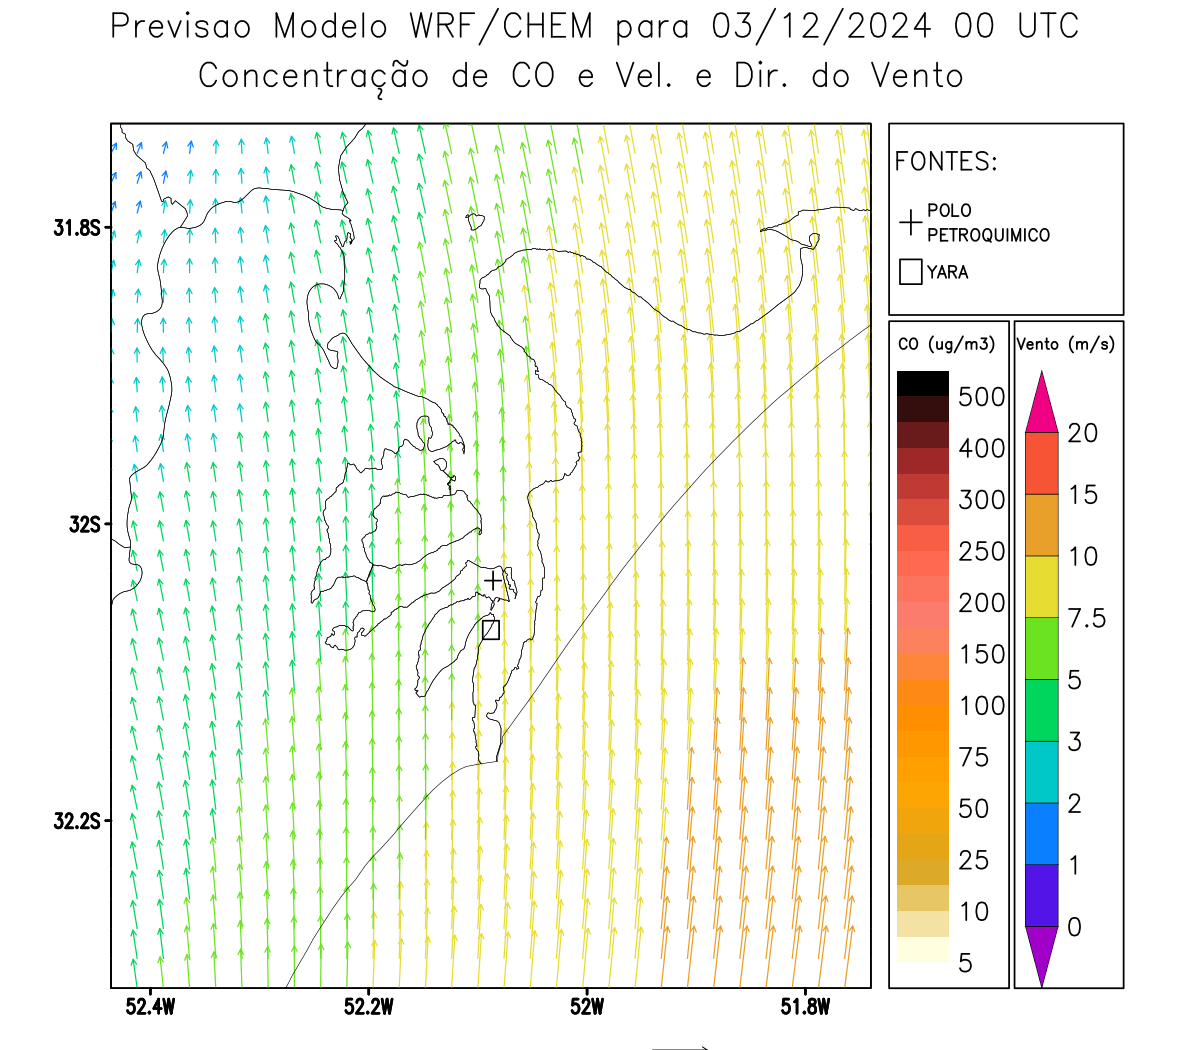 Previsao Modelo WRF/CHEM para 03/12/2024 00 UTC
Concentração de CO e Vel. e Dir. do Vento
FONTES:
POLO
PETROQUIMICO
YARA
CO (ug/m3)
500
400
300
250
200
150
100
75
50
25
10
5
Vento (m/s)
20
15
10
7.5
5
3
2
1
0
31.8S
32S
32.2S
52.4W
52.2W
52W
51.8W